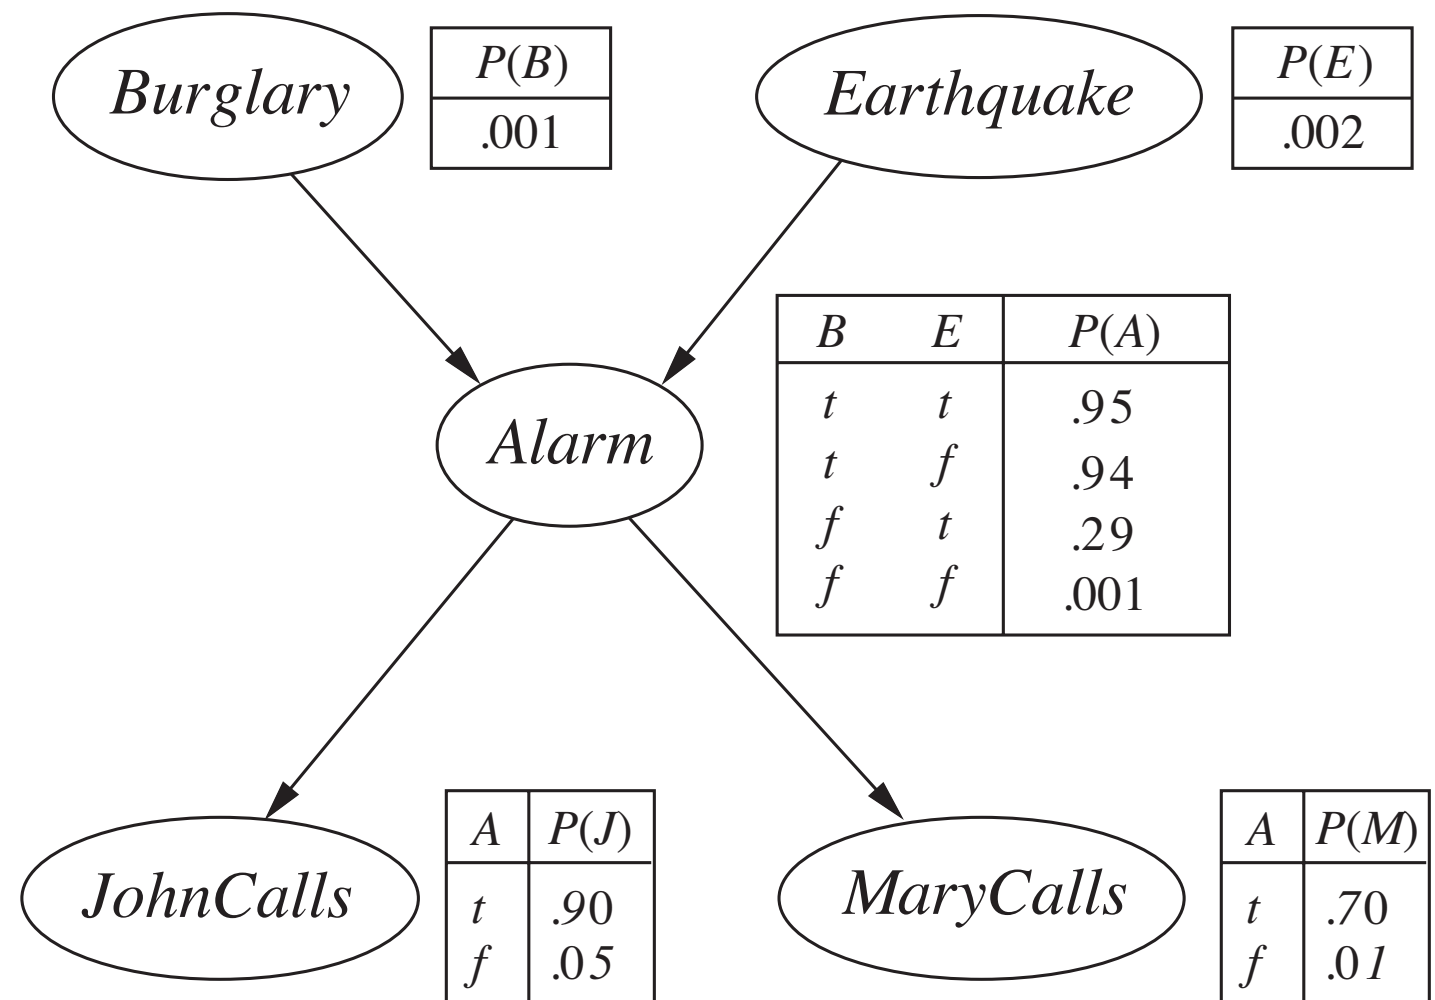 Burglary
P(B)
.001
Earthquake
P(E)
.002
B E P(A)
t t .95
t f .94
f t .29
f f .001
Alarm
JohnCalls
A P(J)
t .90
f .05
MaryCalls
A P(M)
t .70
f .01